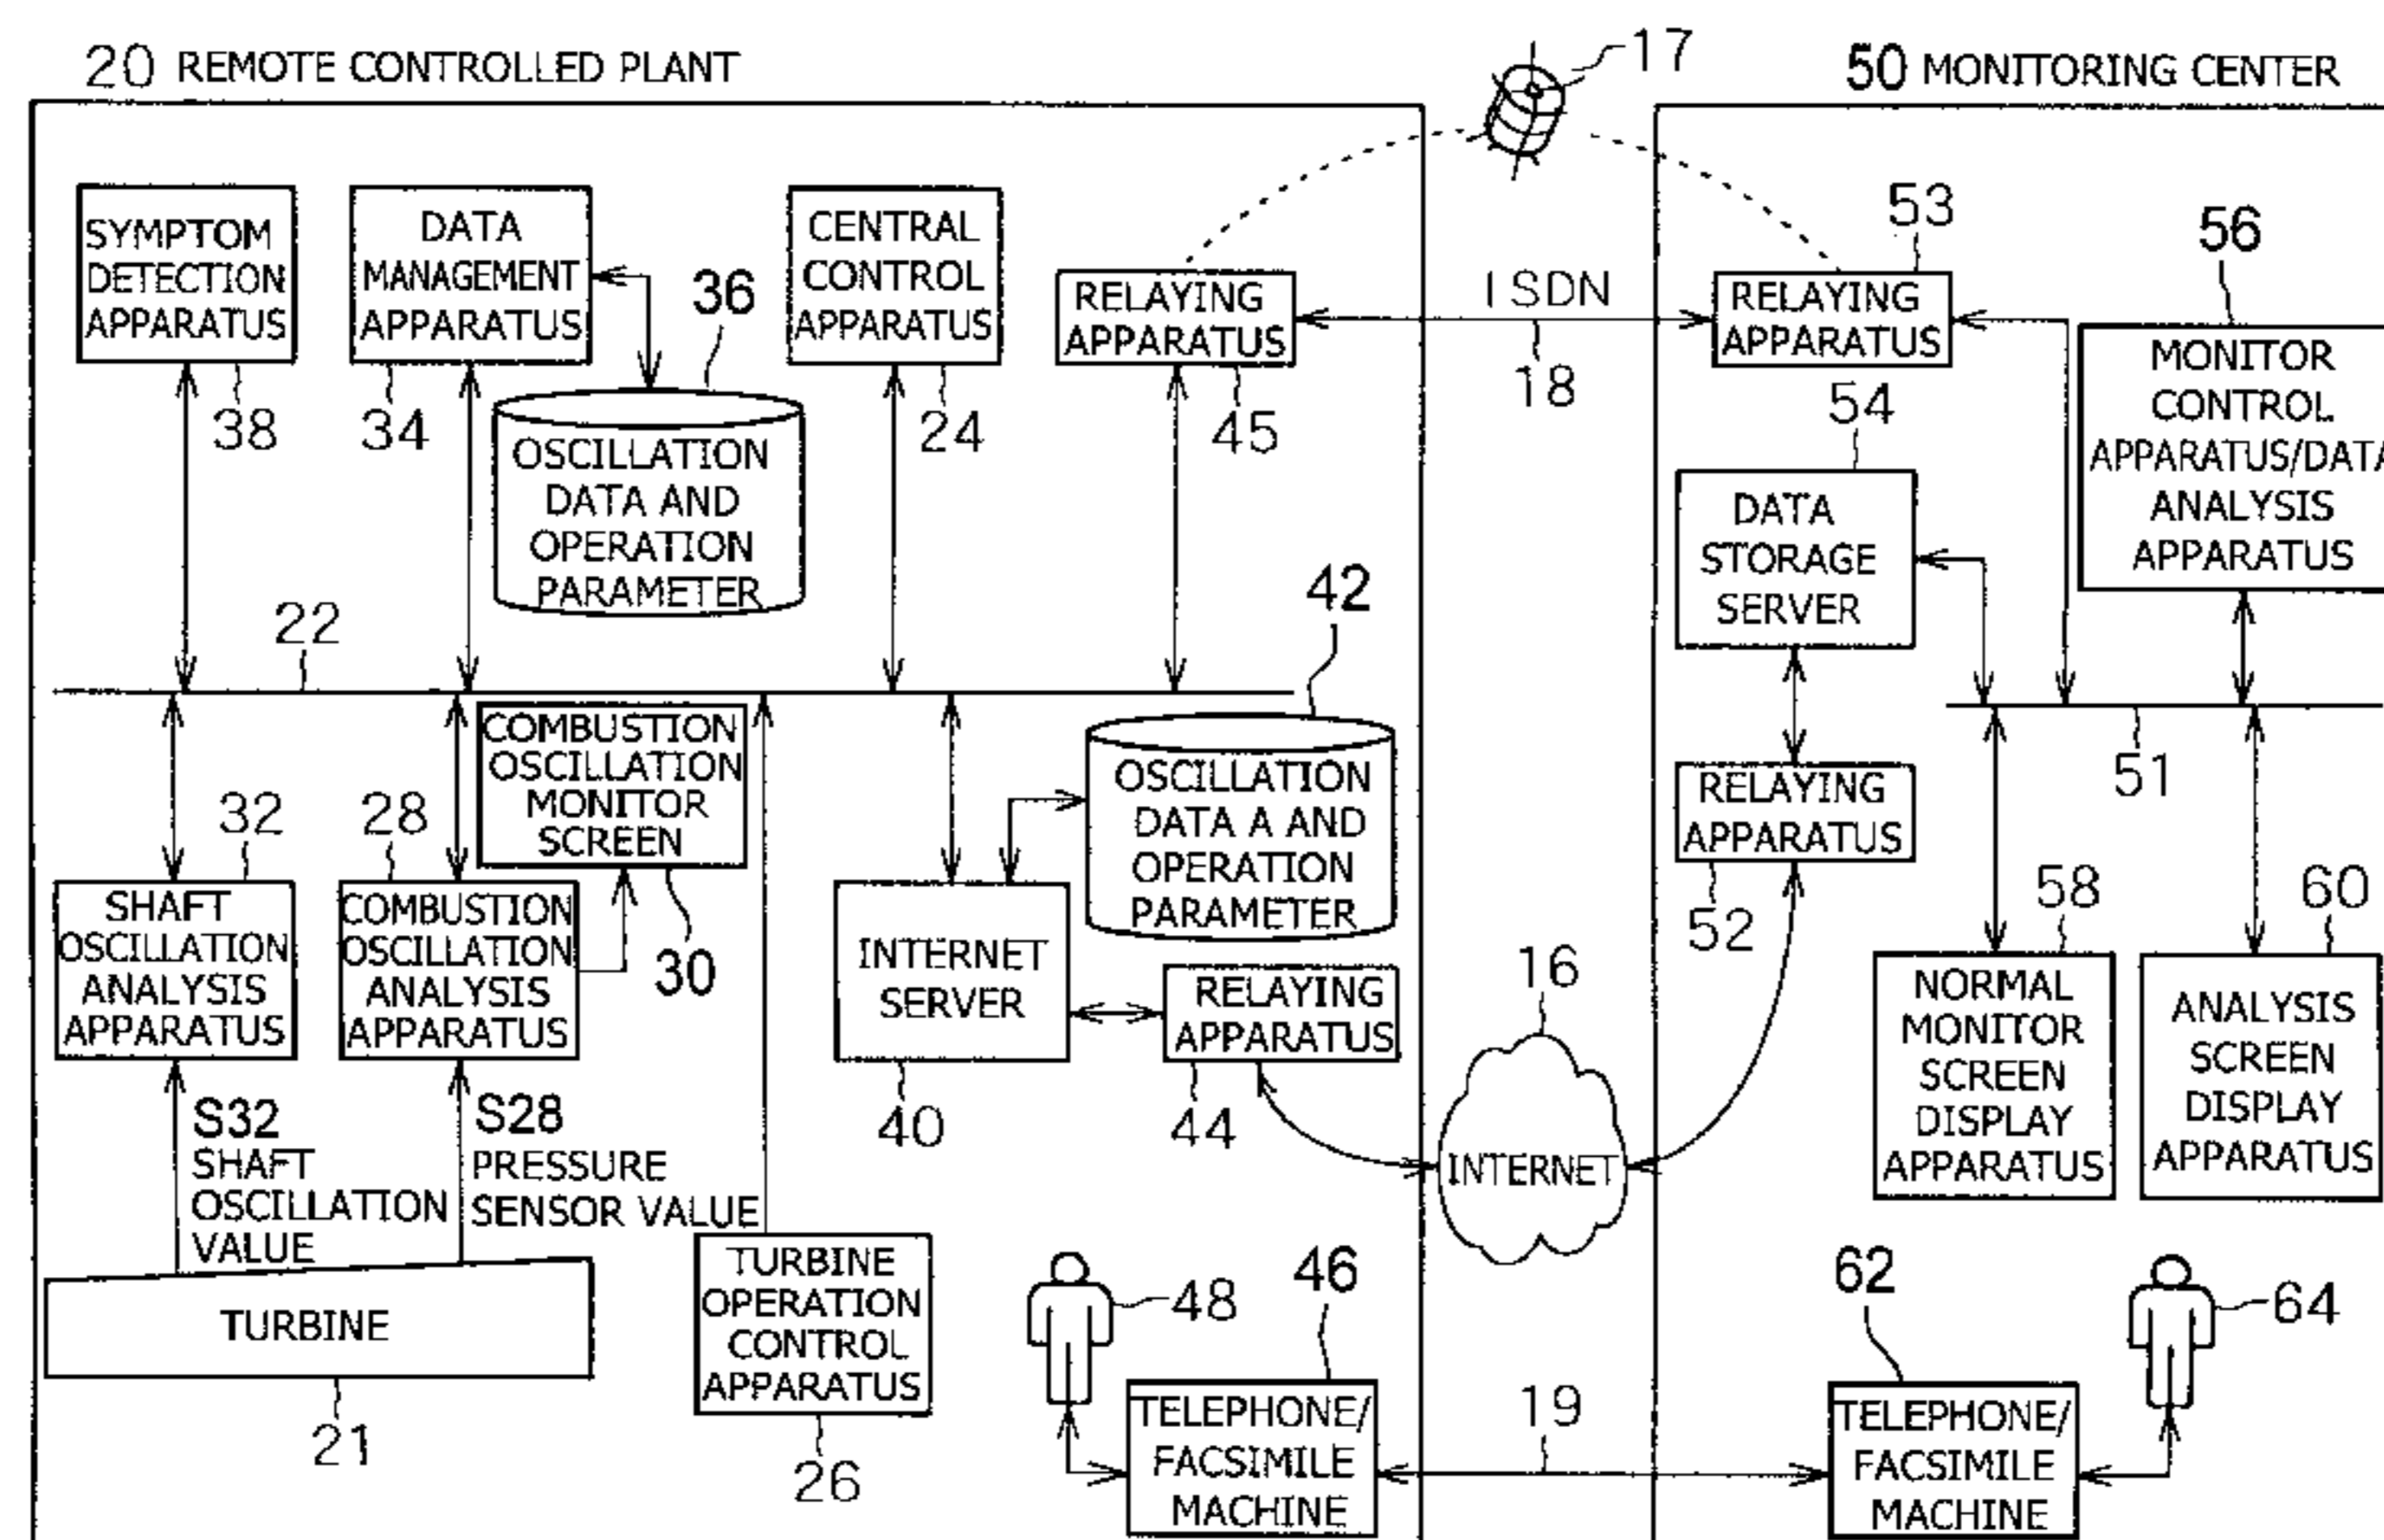 20 REMOTE CONTROLLED PLANT
17
50 MONITORING CENTER
SYMPTOM
DETECTION
APPARATUS
38
DATA
MANAGEMENT
APPARATUS
34
36
OSCILLATION
DATA AND
OPERATION
PARAMETER
CENTRAL
CONTROL
APPARATUS
24
RELAYING
APPARATUS
45
ISDN
18
53
RELAYING
APPARATUS
56
MONITOR
CONTROL
APPARATUS/DATA
ANALYSIS
APPARATUS
54
DATA
STORAGE
SERVER
22
42
51
COMBUSTION
OSCILLATION
MONITOR
SCREEN
30
OSCILLATION
DATA A AND
OPERATION
PARAMETER
RELAYING
APPARATUS
52
32
SHAFT
OSCILLATION
ANALYSIS
APPARATUS
28
COMBUSTION
OSCILLATION
ANALYSIS
APPARATUS
INTERNET
SERVER
40
RELAYING
APPARATUS
44
16
INTERNET
58
NORMAL
MONITOR
SCREEN
DISPLAY
APPARATUS
60
ANALYSIS
SCREEN
DISPLAY
APPARATUS
S32
SHAFT
OSCILLATION
VALUE
S28
PRESSURE
SENSOR VALUE
TURBINE
21
TURBINE
OPERATION
CONTROL
APPARATUS
26
48
46
TELEPHONE/
FACSIMILE
MACHINE
19
62
TELEPHONE/
FACSIMILE
MACHINE
64